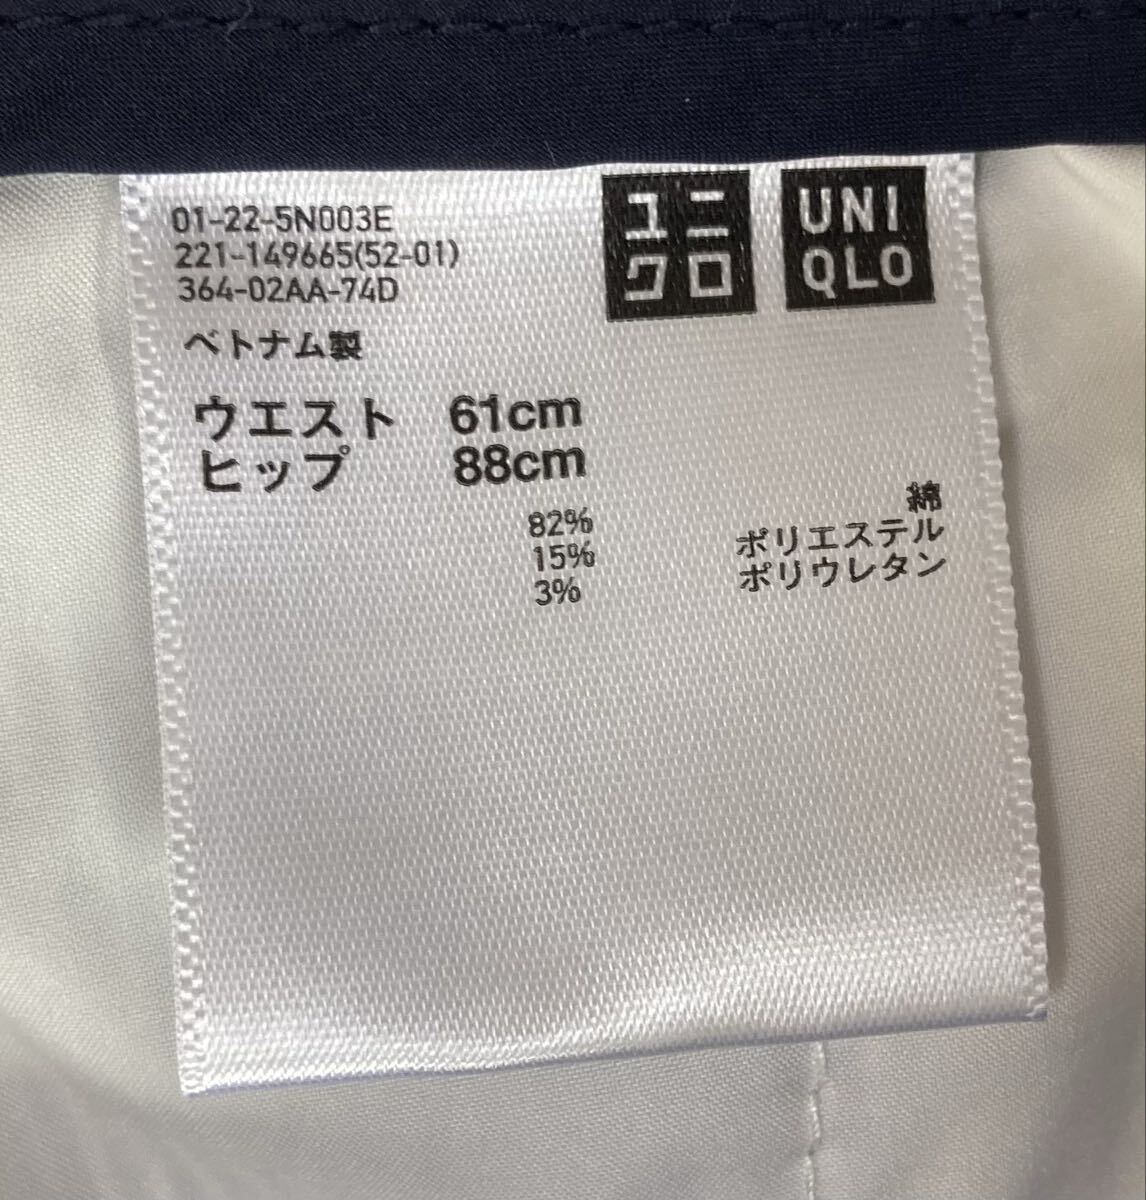 01-22-5N003E
221-149665(52-01)
364-02AA-74D
ユニ
クロ
UNI
QLO
ベトナム製
ウエスト 61cm
ヒップ 88cm
82% 綿
15% ポリエステル
3% ポリウレタン